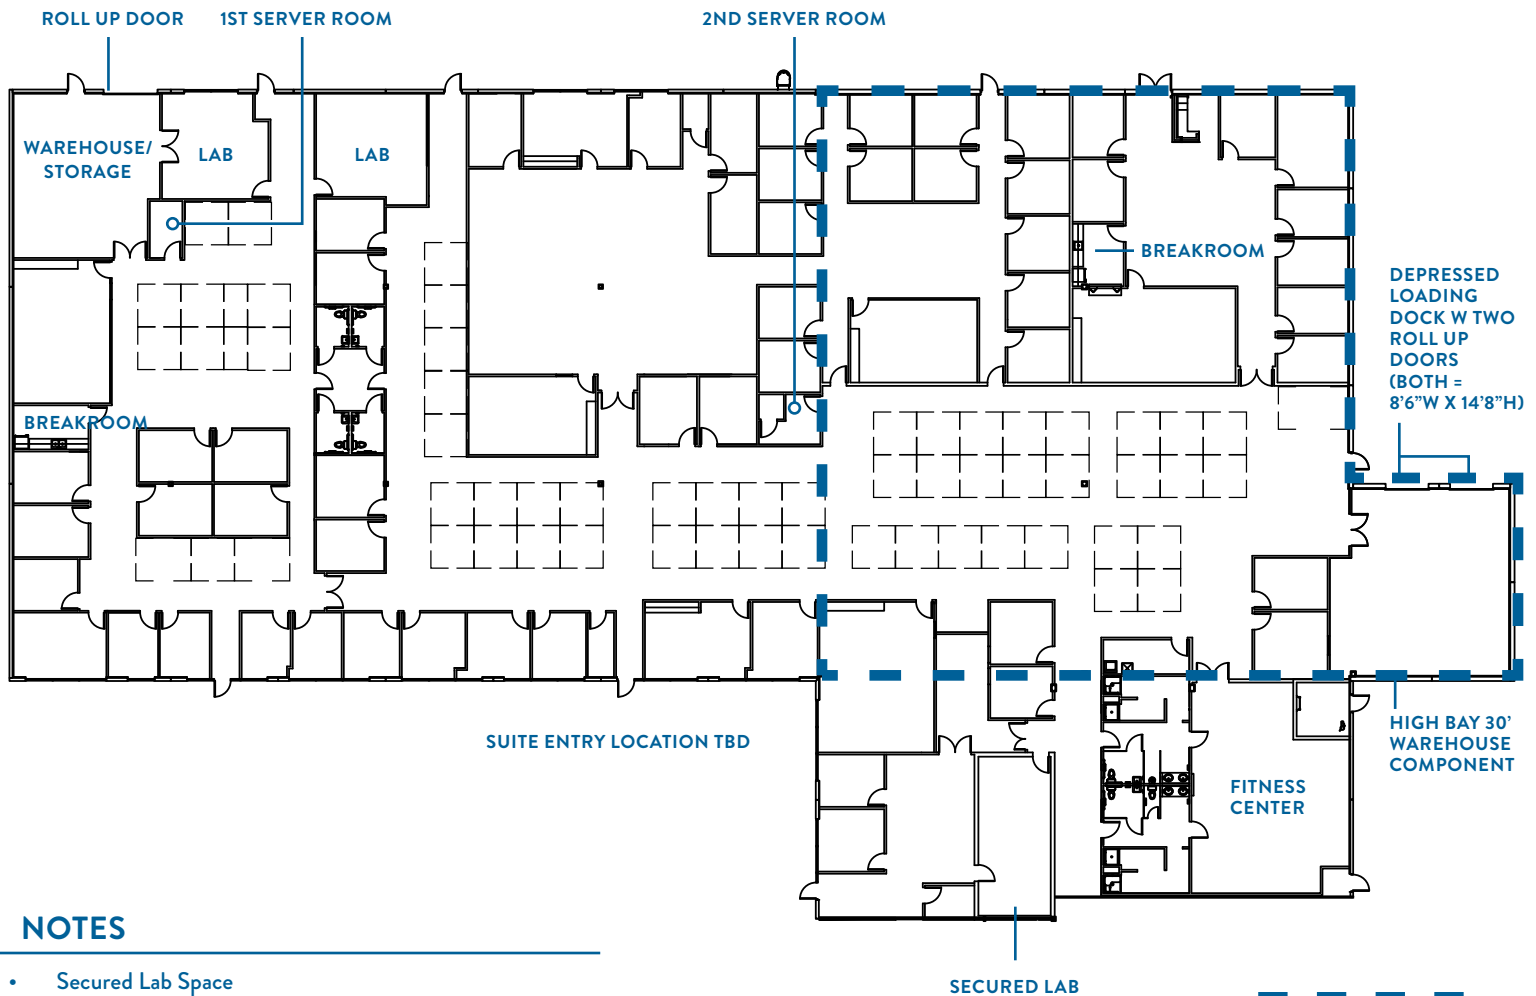 ROLL UP DOOR
1ST SERVER ROOM
2ND SERVER ROOM
WAREHOUSE/
STORAGE
LAB
LAB
BREAKROOM
DEPRESSED
LOADING
DOCK W TWO
ROLL UP
DOORS
(BOTH =
8'6”W X 14'8”H)
BREAKROOM
SUITE ENTRY LOCATION TBD
HIGH BAY 30’
WAREHOUSE
COMPONENT
FITNESS
CENTER
NOTES
• Secured Lab Space
SECURED LAB